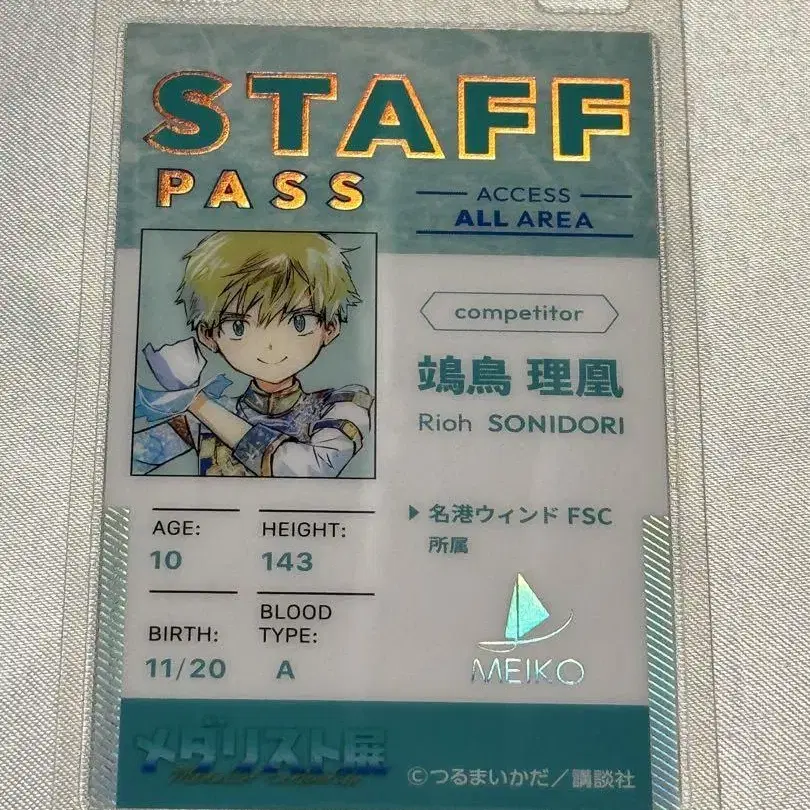 STAFF
PASS
ACCESS
ALL AREA
competitor
鴗鳥 理凰
Rioh SONIDORI
名港ウィンド FSC
所属
AGE:
10
HEIGHT:
143
BIRTH:
11/20
BLOOD
TYPE:
A
MEIKO
メダリスト展
©つるまいかだ/講談社